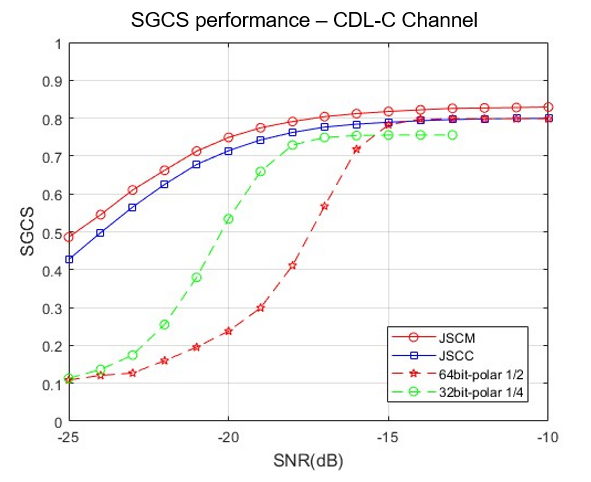 SGCS performance – CDL-C Channel
1
0.9
0.8
0.7
0.6
0.5
0.4
0.3
0.2
0.1
0
SGCS
-25
-20
-15
-10
SNR(dB)
JSCM
JSCC
64bit-polar 1/2
32bit-polar 1/4